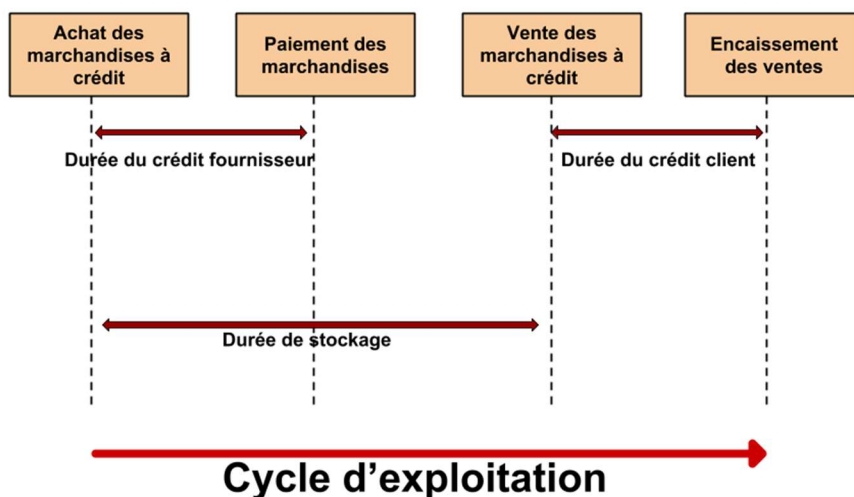 Achat des
marchandises à
crédit
Paiement des
marchandises
Vente des
marchandises à
crédit
Encaissement
des ventes
Durée du crédit fournisseur
Durée du crédit client
Durée de stockage
Cycle d’exploitation